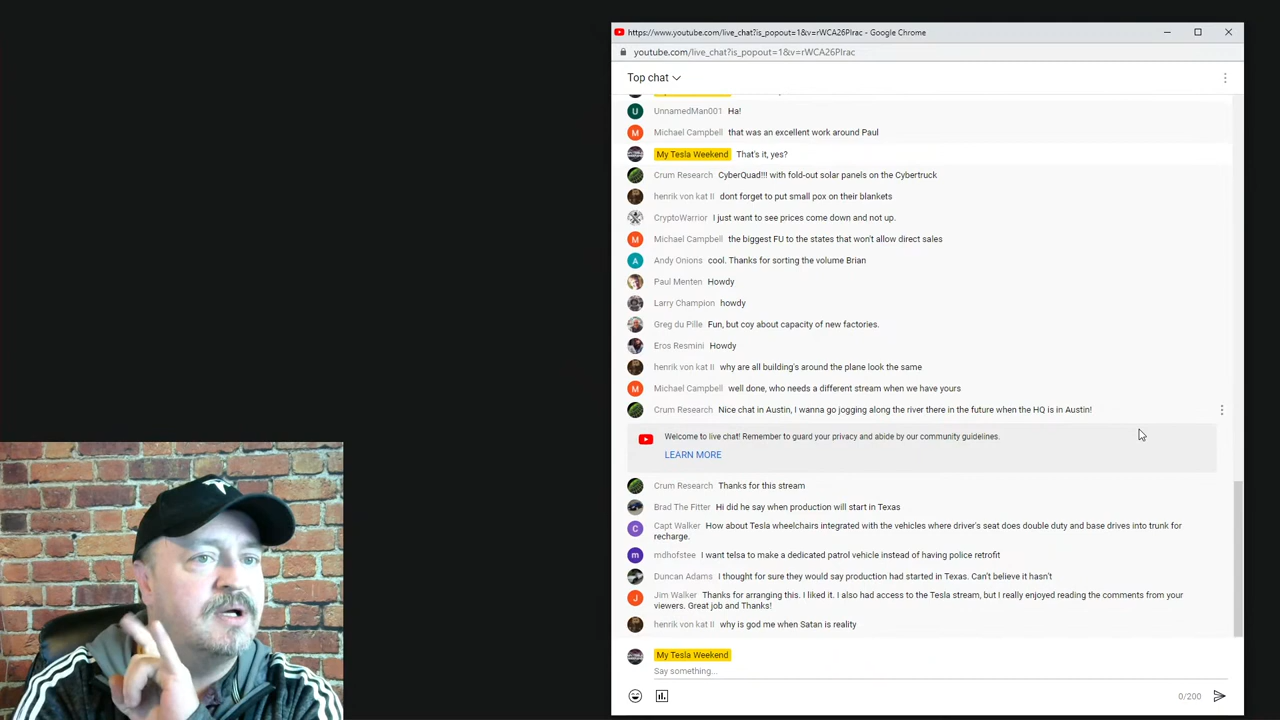 https://www.youtube.com/live_chat?is_popout=1&v=rWCA26PIrac - Google Chrome
youtube.com/live_chat?is_popout=1&v=rWCA26PIrac
Top chat
U UnnamedMan001 Ha!
M Michael Campbell that was an excellent work around Paul
My Tesla Weekend That's it, yes?
Crum Research CyberQuad!!! with fold-out solar panels on the Cybertruck
henrik von kat II dont forget to put small pox on their blankets
CryptoWarrior I just want to see prices come down and not up.
M Michael Campbell the biggest FU to the states that won't allow direct sales
A Andy Onions cool. Thanks for sorting the volume Brian
Paul Menten Howdy
Larry Champion howdy
Greg du Pille Fun, but coy about capacity of new factories.
Eros Resmini Howdy
henrik von kat II why are all building's around the plane look the same
M Michael Campbell well done, who needs a different stream when we have yours
Crum Research Nice chat in Austin, I wanna go jogging along the river there in the future when the HQ is in Austin!
Welcome to live chat! Remember to guard your privacy and abide by our community guidelines.
LEARN MORE
Crum Research Thanks for this stream
Brad The Fitter Hi did he say when production will start in Texas
C Capt Walker How about Tesla wheelchairs integrated with the vehicles where driver's seat does double duty and base drives into trunk for
recharge.
m mdhofstee I want telsa to make a dedicated patrol vehicle instead of having police retrofit
Duncan Adams I thought for sure they would say production had started in Texas. Can't believe it hasn't
J Jim Walker Thanks for arranging this. I liked it. I also had access to the Tesla stream, but I really enjoyed reading the comments from your
viewers. Great job and Thanks!
henrik von kat II why is god me when Satan is reality
My Tesla Weekend
Say something...
0/200